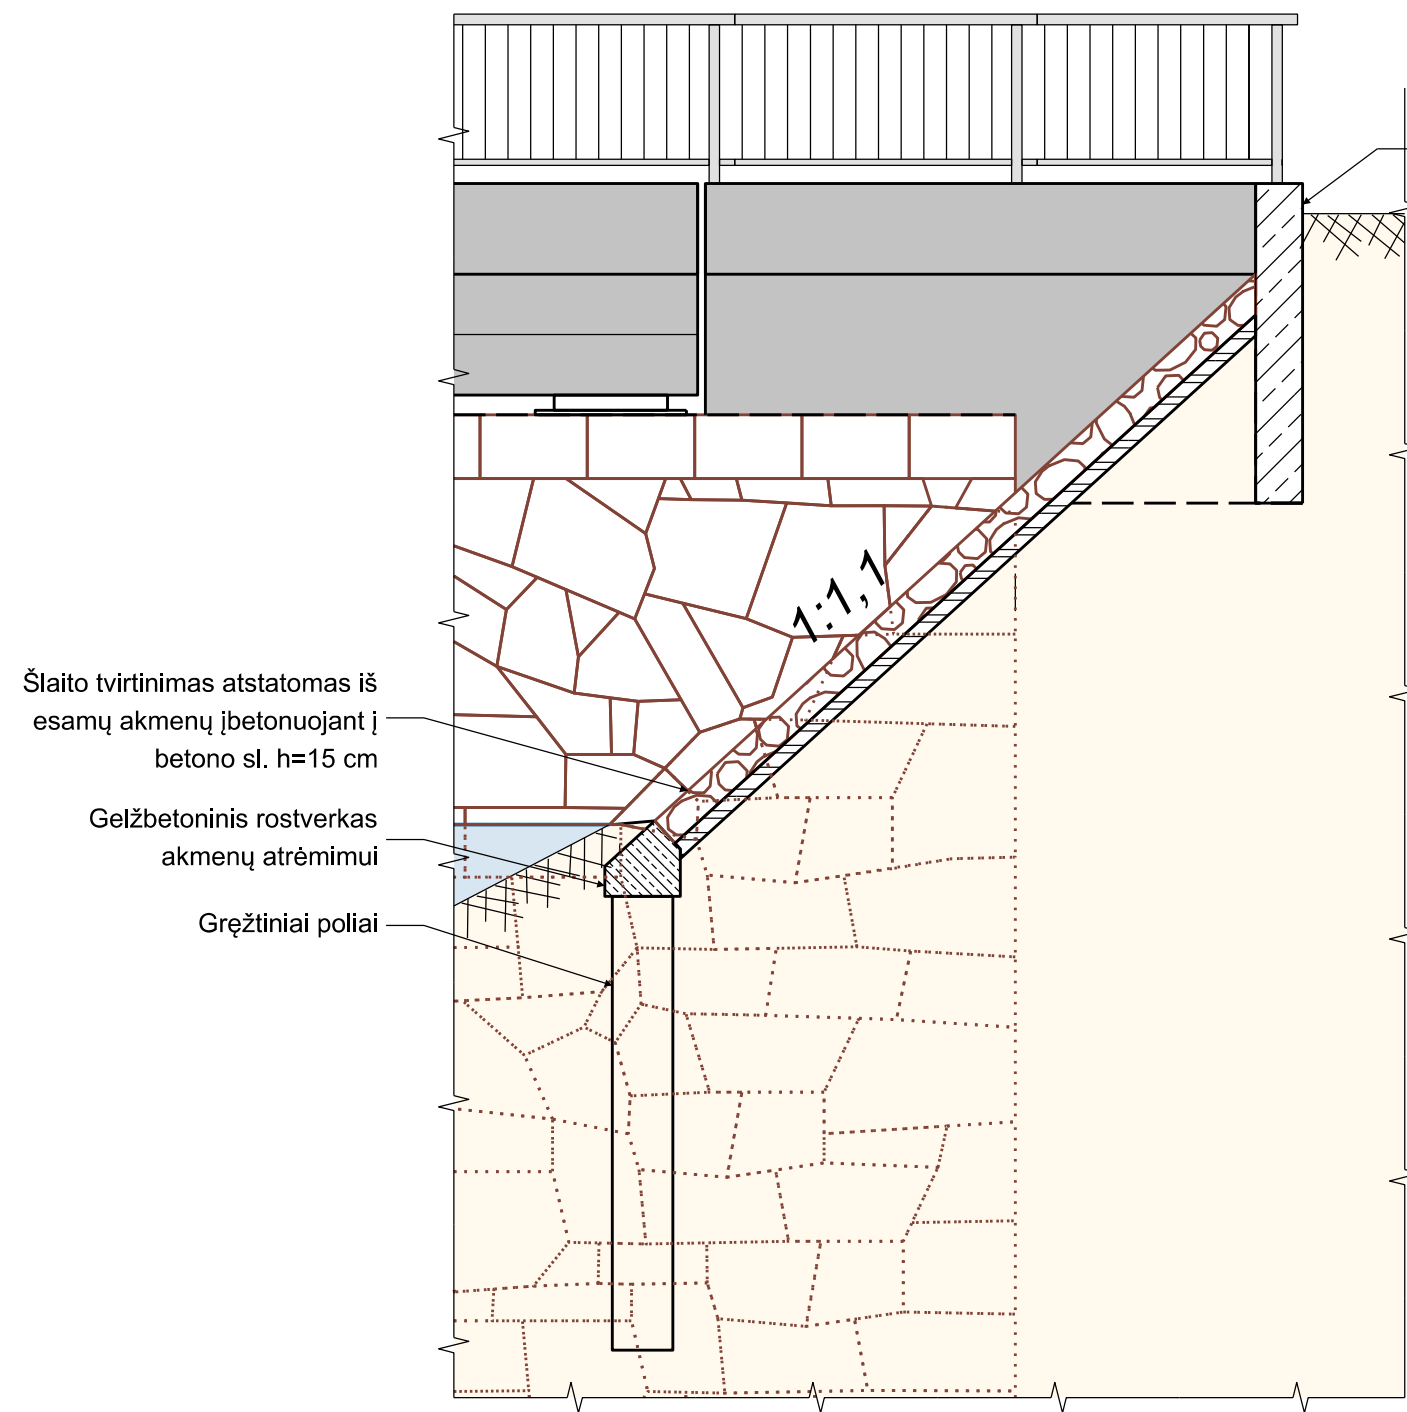 1:1,1
Šlaito tvirtinimas atstatomas iš
esamų akmenų įbetonuojant į
betono sl. h=15 cm
Gelžbetoninis rostverkas
akmenų atrėmimui
Gręžtiniai poliai